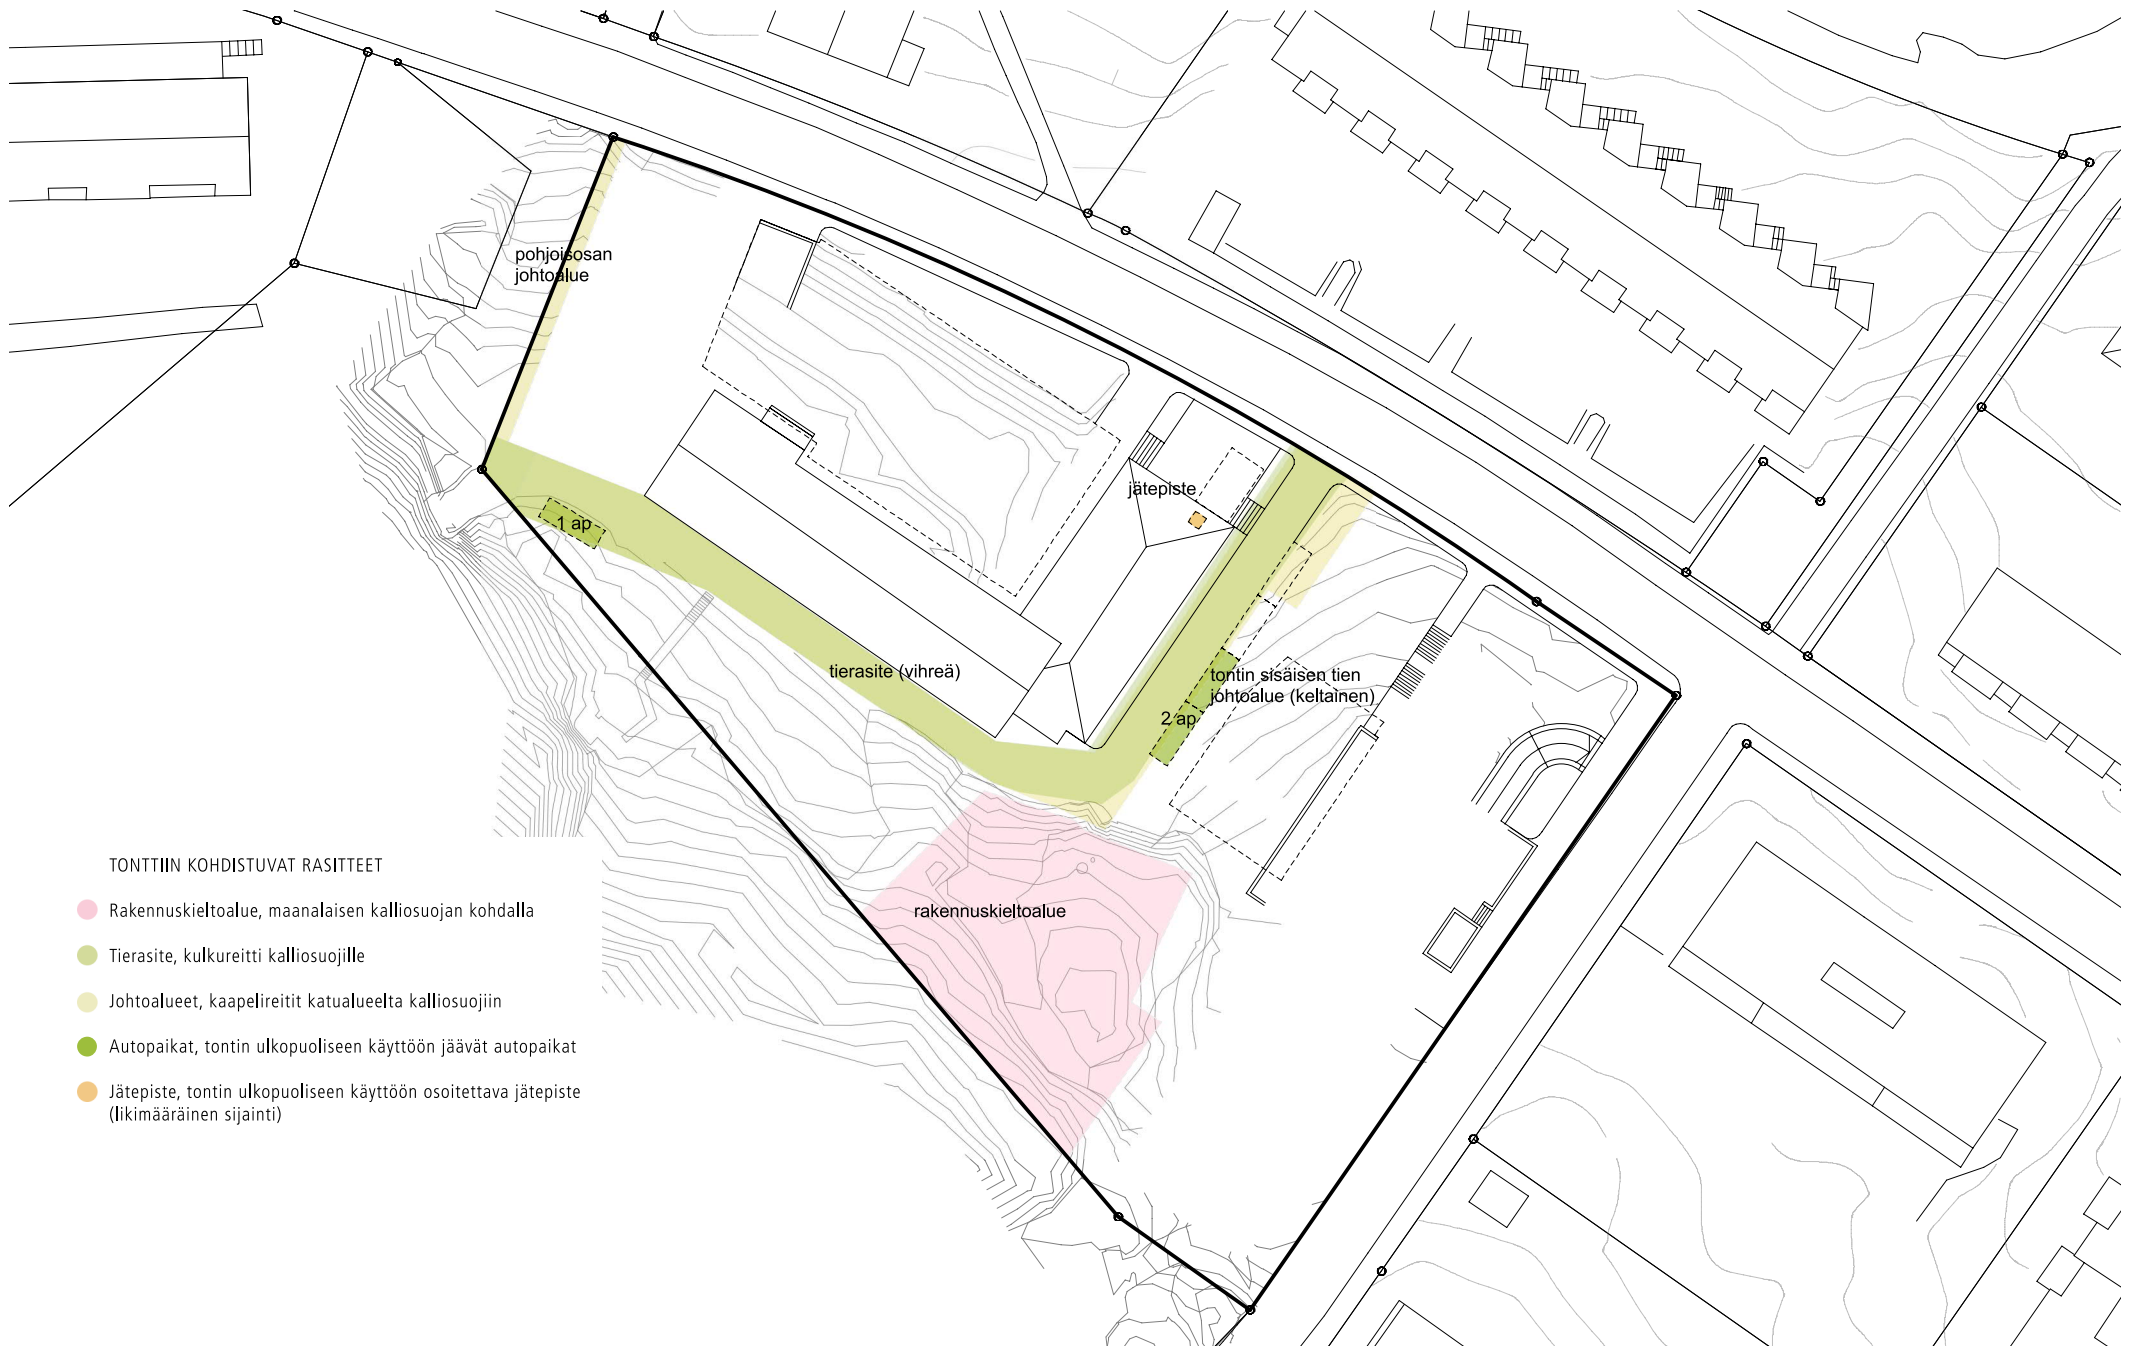 pohjoisosan
johtoalue
jätepiste
1 ap
tierasite (vihreä)
tontin sisäisen tien
johtoalue (keltainen)
2 ap
rakennuskieltoalue
TONTTIIN KOHDISTUVAT RASITTEET
Rakennuskieltoalue, maanalaisen kalliosuojan kohdalla
Tierasite, kulkureitti kalliosuojille
Johtoalueet, kaapelireitit katualueelta kalliosuojiin
Autopaikat, tontin ulkopuoliseen käyttöön jäävät autopaikat
Jätepiste, tontin ulkopuoliseen käyttöön osoitettava jätepiste
(likimääräinen sijainti)